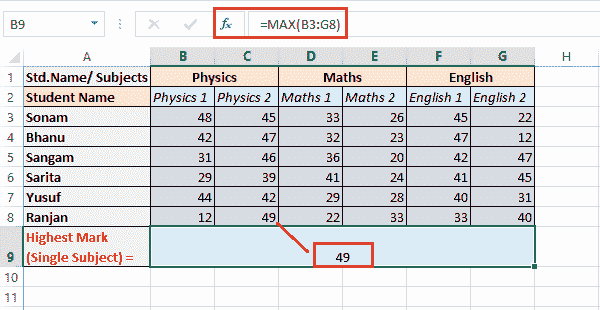 B9 fx =MAX(B3:G8)
A B C D E F G H
1 Std.Name/ Subjects Physics Maths English
2 Student Name Physics 1 Physics 2 Maths 1 Maths 2 English 1 English 2
3 Sonam 48 45 33 26 45 22
4 Bhanu 42 47 32 23 47 12
5 Sangam 31 46 36 20 42 47
6 Sarita 29 39 41 24 41 45
7 Yusuf 44 42 29 28 40 31
8 Ranjan 12 49 22 33 33 40
Highest Mark
9 (Single Subject) = 49
10
11